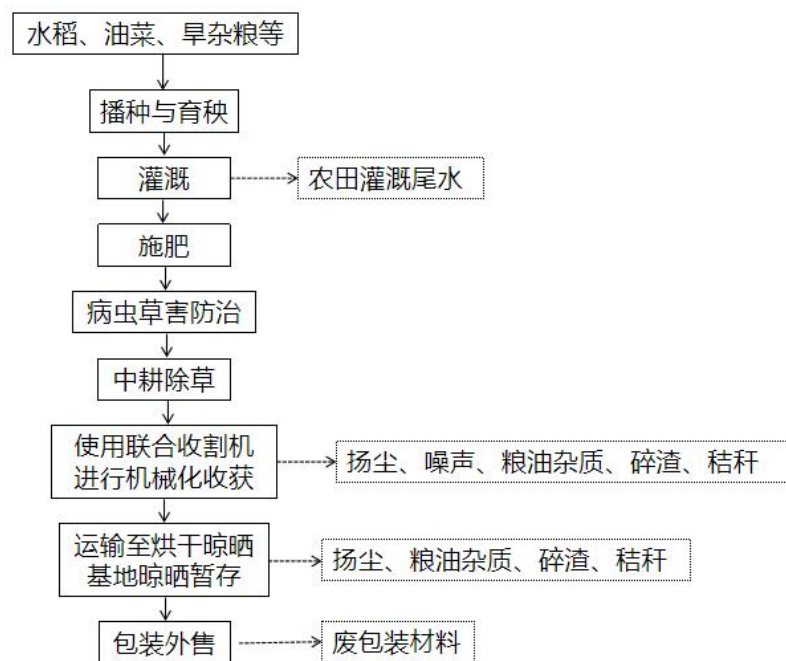 水稻、油菜、旱杂粮等
播种与育秧
灌溉
农田灌溉尾水
施肥
病虫草害防治
中耕除草
使用联合收割机
进行机械化收获
扬尘、噪声、粮油杂质、碎渣、秸秆
运输至烘干晾晒
基地晾晒暂存
扬尘、粮油杂质、碎渣、秸秆
包装外售
废包装材料